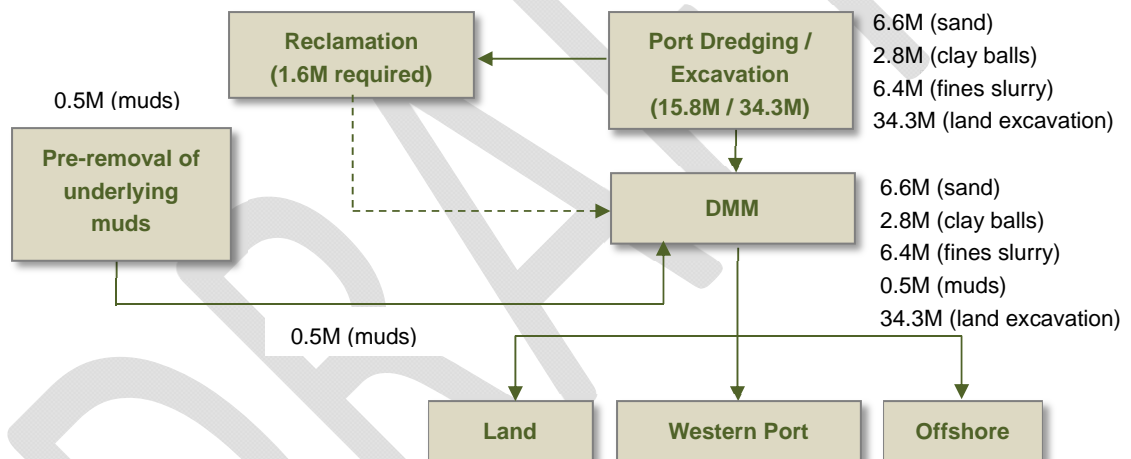 Reclamation
(1.6M required)
Port Dredging /
Excavation
(15.8M / 34.3M)
6.6M (sand)
2.8M (clay balls)
6.4M (fines slurry)
34.3M (land excavation)
0.5M (muds)
Pre-removal of
underlying
muds
DMM
6.6M (sand)
2.8M (clay balls)
6.4M (fines slurry)
0.5M (muds)
34.3M (land excavation)
0.5M (muds)
Land
Western Port
Offshore
DRAFT